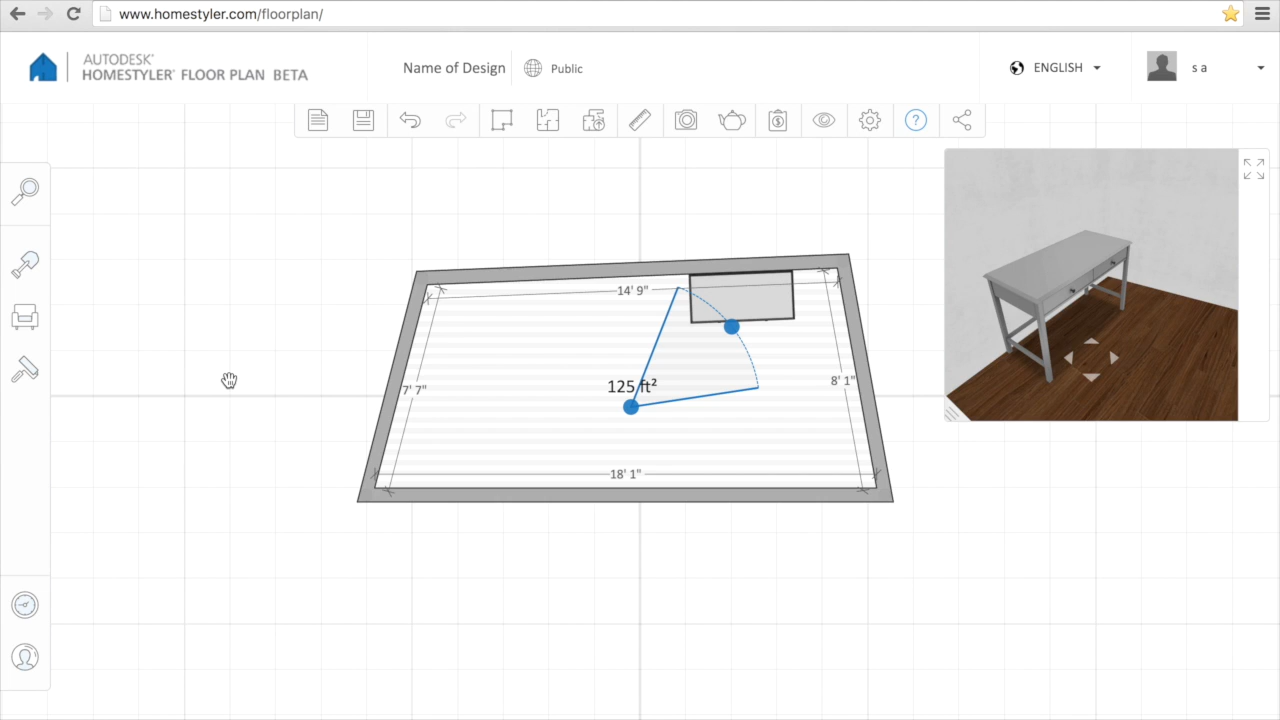 www.homestyler.com/floorplan/
AUTODESK®
HOMESTYLER® FLOOR PLAN BETA
Name of Design
Public
ENGLISH
s a
?
$
14' 9"
7' 7"
125 ft²
8' 1"
18' 1"